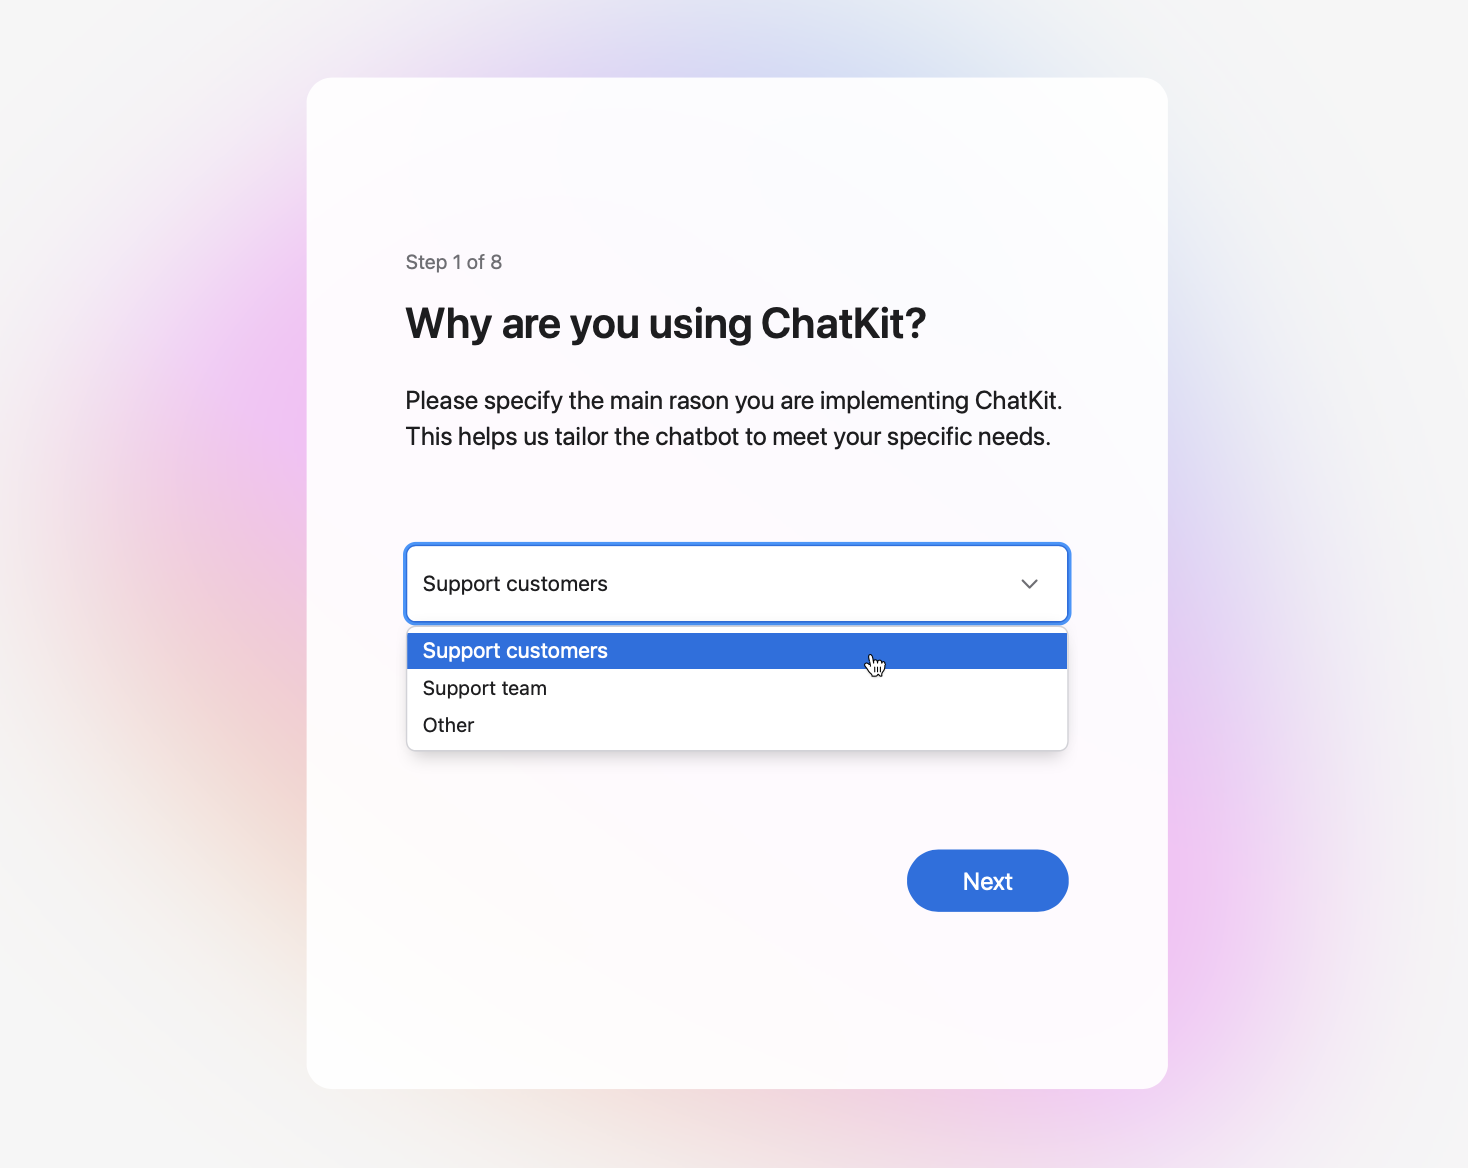 Step 1 of 8
Why are you using ChatKit?
Please specify the main rason you are implementing ChatKit.
This helps us tailor the chatbot to meet your specific needs.
Support customers
Support customers
Support team
Other
Next